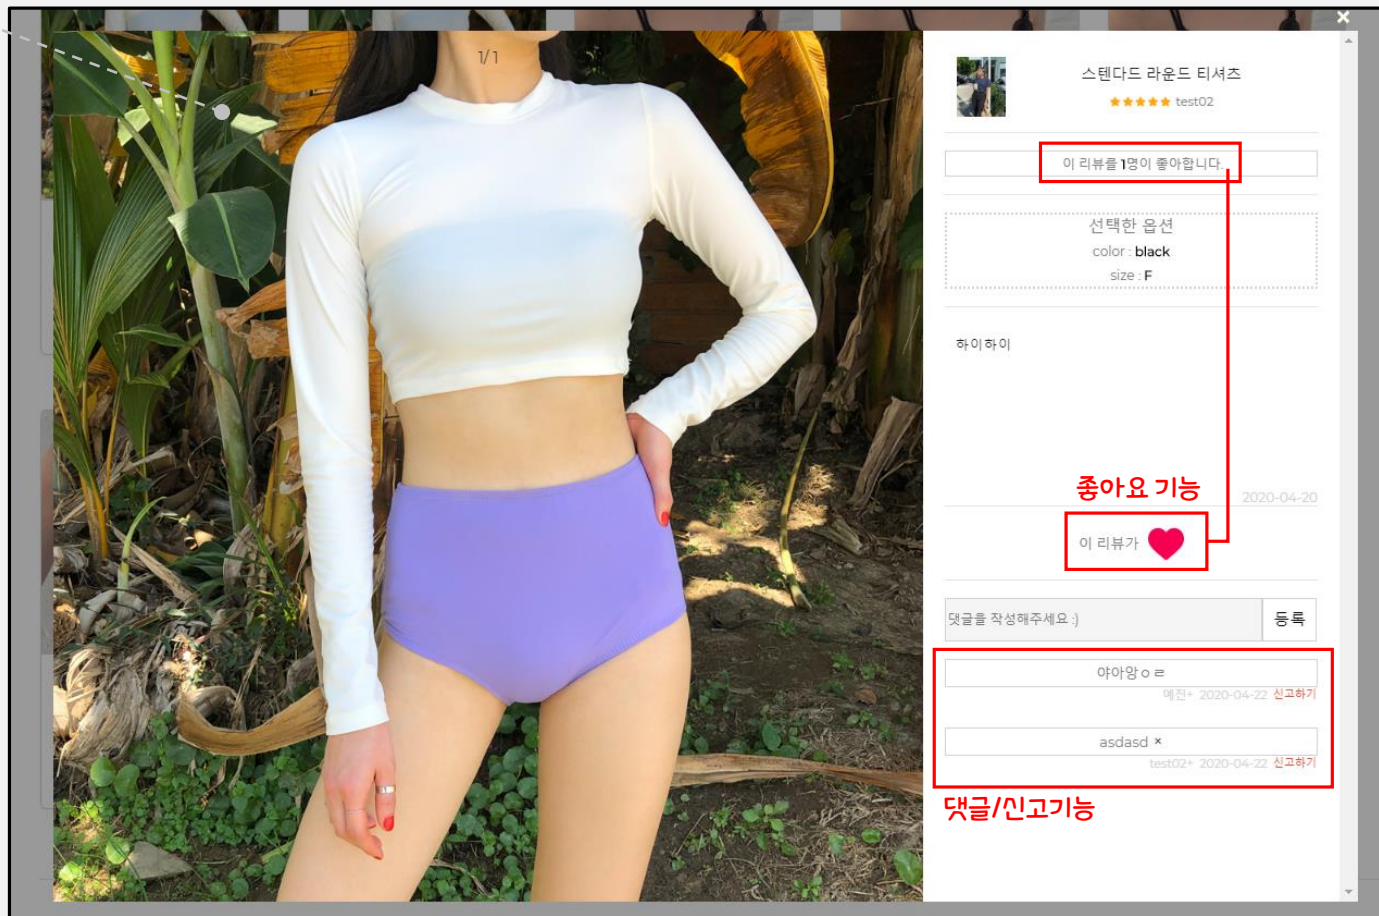 1/1
스텐다드 라운드 티셔츠
★★★★★ test02
이 리뷰를 1명이 좋아합니다.
선택한 옵션
color : black
size : F
하이하이
좋아요 기능
2020-04-20
이 리뷰가
댓글을 작성해주세요 :)
등록
야아앙ㅇㄹ
예진+ 2020-04-22 신고하기
asdasd ×
test02+ 2020-04-22 신고하기
댓글/신고기능